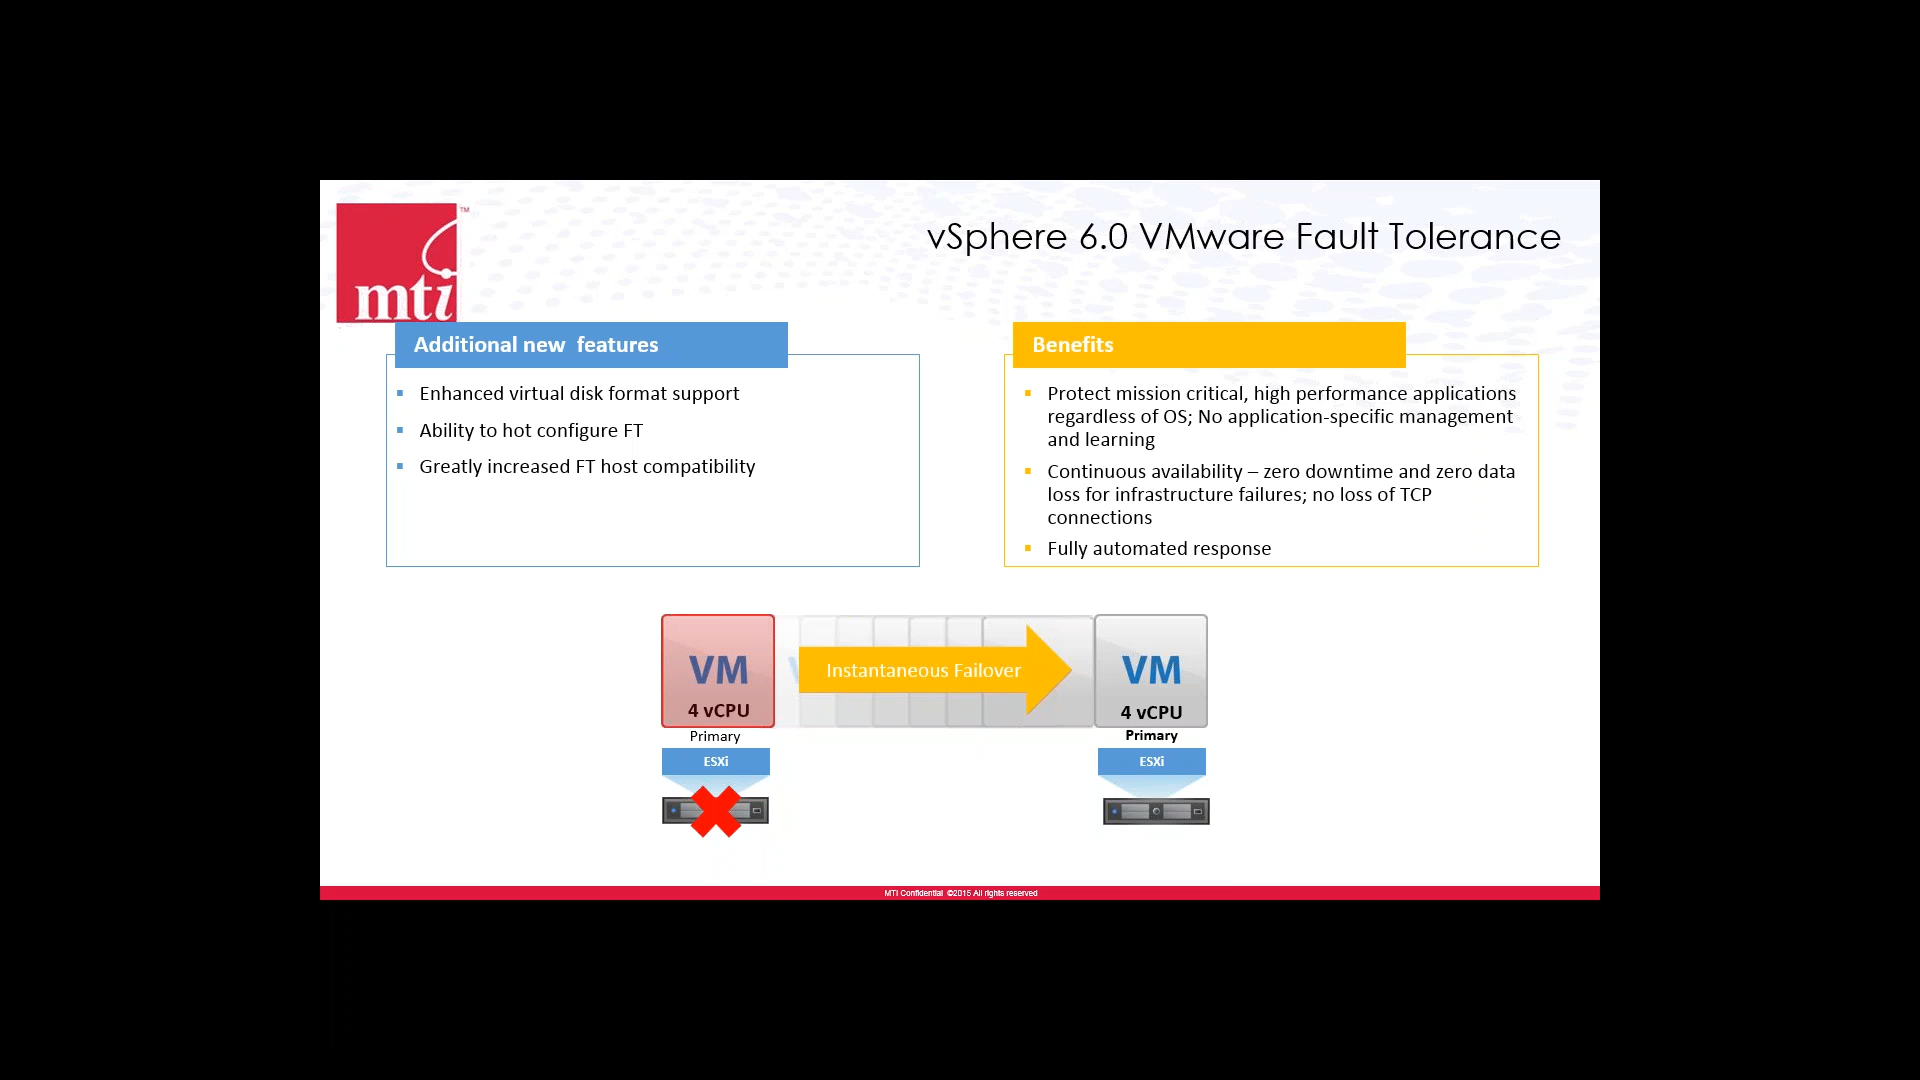 mti
TM
vSphere 6.0 VMware Fault Tolerance
Additional new features
Enhanced virtual disk format support
Ability to hot configure FT
Greatly increased FT host compatibility
Benefits
Protect mission critical, high performance applications
regardless of OS; No application-specific management
and learning
Continuous availability – zero downtime and zero data
loss for infrastructure failures; no loss of TCP
connections
Fully automated response
VM
4 vCPU
Primary
ESXi
Instantaneous Failover
VM
4 vCPU
Primary
ESXi
MTI Confidential ©2015 All rights reserved